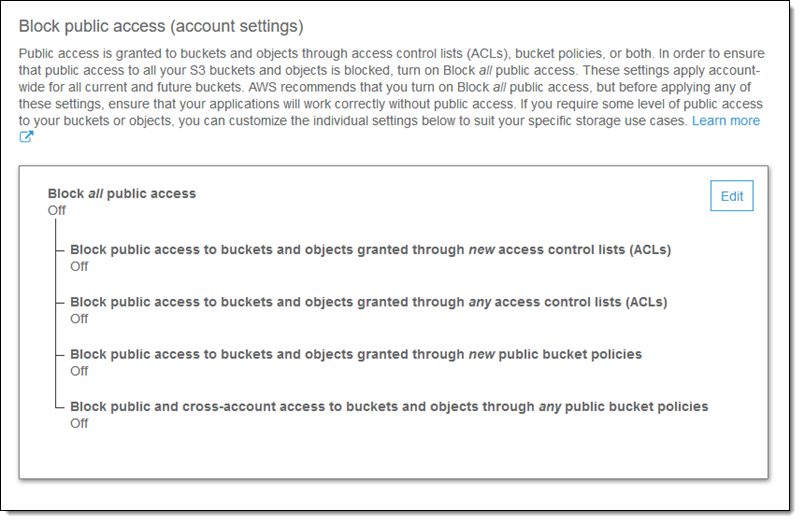 Block public access (account settings)
Public access is granted to buckets and objects through access control lists (ACLs), bucket policies, or both. In order to ensure
that public access to all your S3 buckets and objects is blocked, turn on Block all public access. These settings apply account-
wide for all current and future buckets. AWS recommends that you turn on Block all public access, but before applying any of
these settings, ensure that your applications will work correctly without public access. If you require some level of public access
to your buckets or objects, you can customize the individual settings below to suit your specific storage use cases. Learn more
Block all public access
Edit
Off
Block public access to buckets and objects granted through new access control lists (ACLs)
Off
Block public access to buckets and objects granted through any access control lists (ACLs)
Off
Block public access to buckets and objects granted through new public bucket policies
Off
Block public and cross-account access to buckets and objects through any public bucket policies
Off